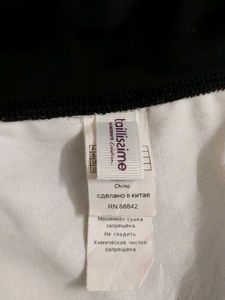 taillissime
China
сделано в китае
RN 88842
Машинная сушка
запрещена
Не гладить
Химическая чистка
запрещена